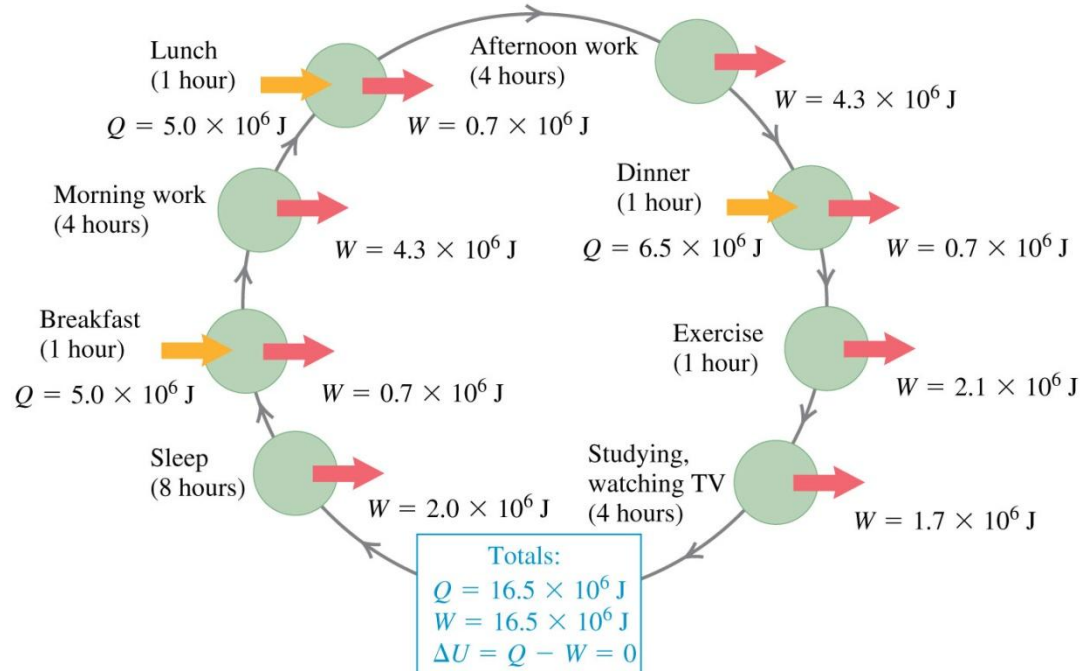 Lunch
(1 hour)
Q = 5.0 × 10⁶ J
W = 0.7 × 10⁶ J
Afternoon work
(4 hours)
W = 4.3 × 10⁶ J
Morning work
(4 hours)
W = 4.3 × 10⁶ J
Dinner
(1 hour)
Q = 6.5 × 10⁶ J
W = 0.7 × 10⁶ J
Breakfast
(1 hour)
Q = 5.0 × 10⁶ J
W = 0.7 × 10⁶ J
Exercise
(1 hour)
W = 2.1 × 10⁶ J
Sleep
(8 hours)
W = 2.0 × 10⁶ J
Studying,
watching TV
(4 hours)
W = 1.7 × 10⁶ J
Totals:
Q = 16.5 × 10⁶ J
W = 16.5 × 10⁶ J
ΔU = Q − W = 0